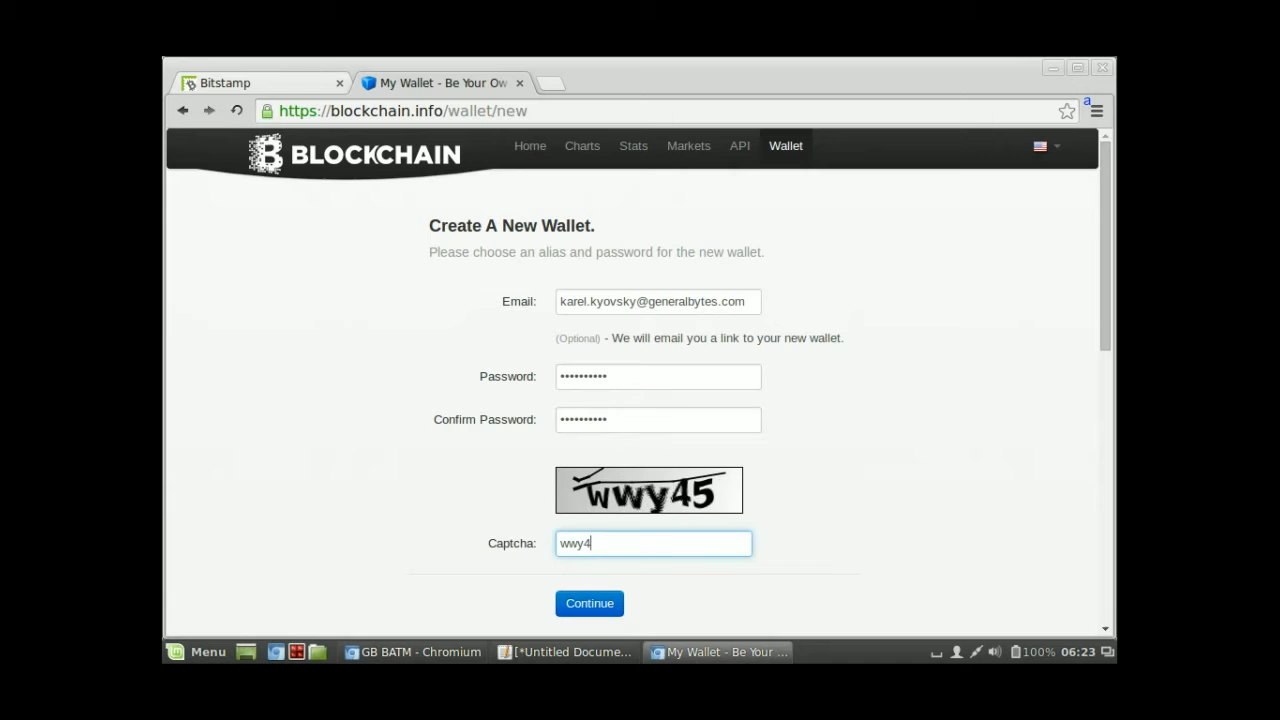 Bitstamp
My Wallet - Be Your Ow
https://blockchain.info/wallet/new
BLOCKCHAIN
Home Charts Stats Markets API Wallet
Create A New Wallet.
Please choose an alias and password for the new wallet.
Email: karel.kyovsky@generalbytes.com
(Optional) - We will email you a link to your new wallet.
Password: ••••••••••
Confirm Password: ••••••••••
wwy45
Captcha: wwy4
Continue
Menu GB BATM - Chromium [*Untitled Docume... My Wallet - Be Your ... 100% 06:23